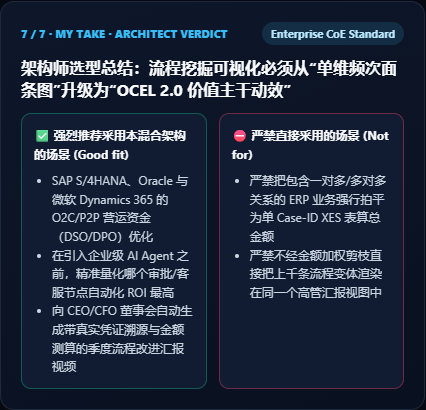 7 / 7 · MY TAKE · ARCHITECT VERDICT
Enterprise CoE Standard
架构师选型总结：流程挖掘可视化必须从“单维频次面
条图”升级为“OCEL 2.0 价值主干动效”
✅ 强烈推荐采用本混合架构
的场景 (Good fit)
• SAP S/4HANA、Oracle 与
微软 Dynamics 365 的
O2C/P2P 营运资金
（DSO/DPO）优化
• 在引入企业级 AI Agent 之
前，精准量化哪个审批/客
服节点自动化 ROI 最高
• 向 CEO/CFO 董事会自动生
成带真实凭证溯源与金额
测算的季度流程改进汇报
视频
⛔ 严禁直接采用的场景 (Not
for)
• 严禁把包含一对多/多对多
关系的 ERP 业务强行拍平
为单 Case-ID XES 表算总
金额
• 严禁不经金额加权剪枝直
接把上千条流程变体渲染
在同一个高管汇报视图中